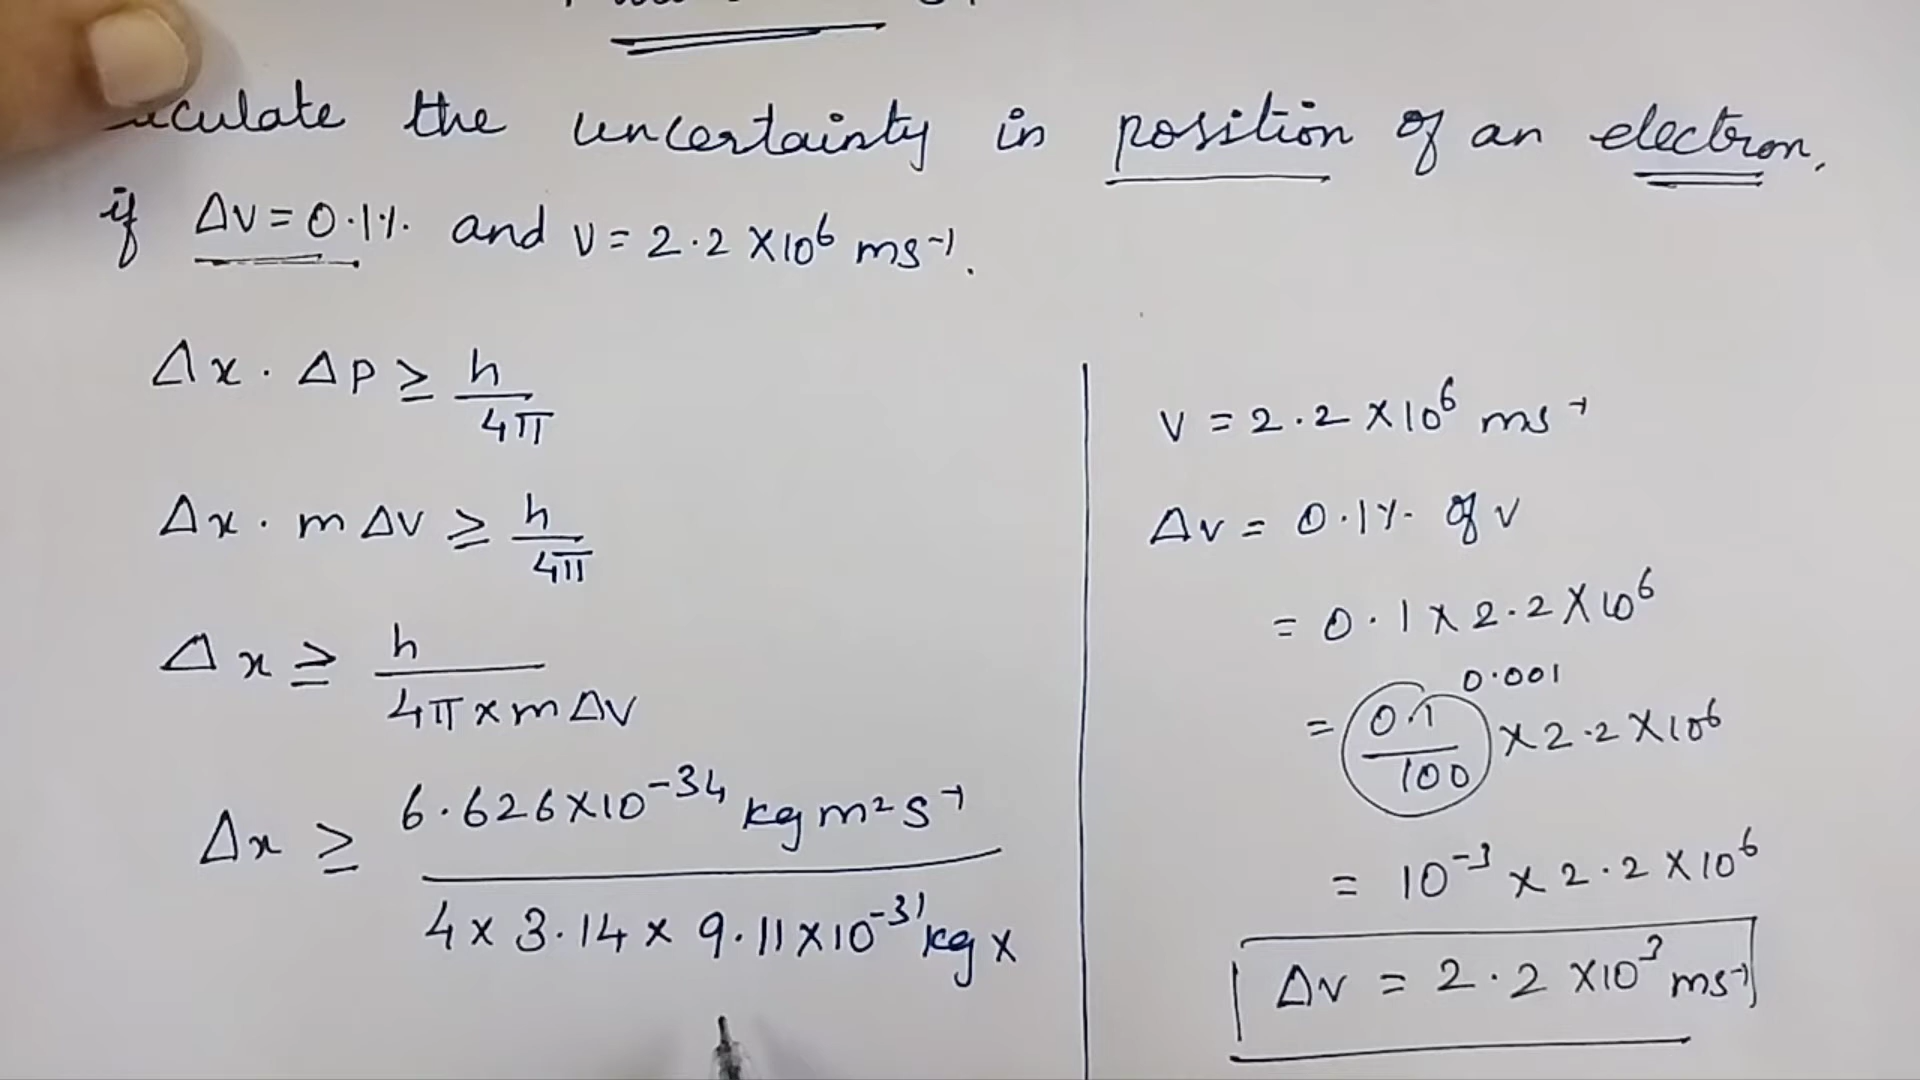 the uncertainty in position of an electron,
if Δv = 0.1%. and v = 2.2 × 10⁶ ms⁻¹.
Δx . Δp ≥ h/4π
Δx . m Δv ≥ h/4π
Δx ≥ h/4π × m Δv
Δx ≥ 6.626 × 10⁻³⁴ kg m² s⁻¹ / 4 × 3.14 × 9.11 × 10⁻³¹ kg ×
v = 2.2 × 10⁶ ms⁻¹
Δv = 0.1%. of v
= 0.1 × 2.2 × 10⁶
0.001
= 0.1/100 × 2.2 × 10⁶
= 10⁻³ × 2.2 × 10⁶
Δv = 2.2 × 10³ ms⁻¹